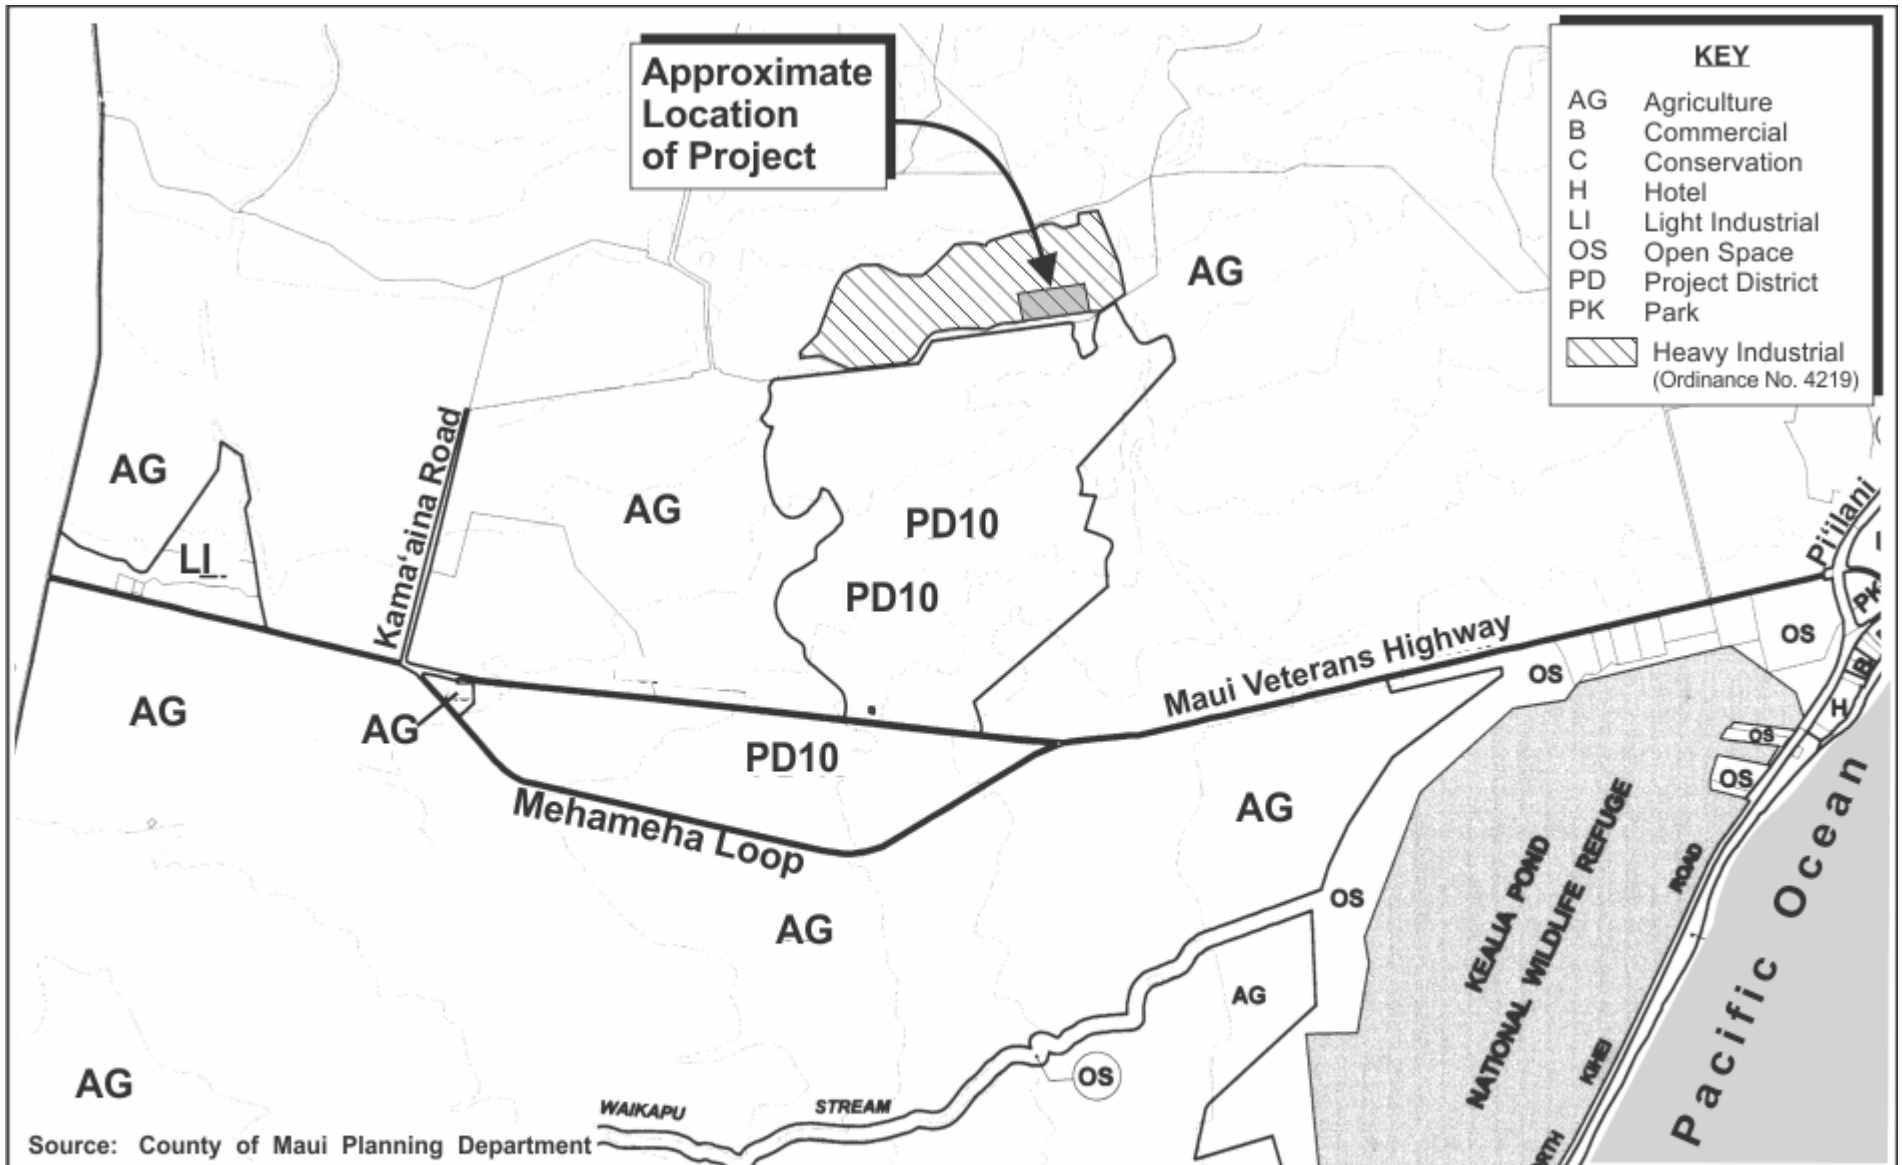 Approximate
Location
of Project
KEY
AG Agriculture
B Commercial
C Conservation
H Hotel
LI Light Industrial
OS Open Space
PD Project District
PK Park
Heavy Industrial
(Ordinance No. 4219)
AG
AG
LI
Kama‘aina Road
AG
PD10
PD10
Pi‘ilani
PK
OS
B
H
OS
Maui Veterans Highway
OS
OS
AG
AG
PD10
Mehameha Loop
AG
AG
OS
AG
OS
KEALIA POND
NATIONAL WILDLIFE REFUGE
KIHEI ROAD
Pacific Ocean
AG
WAIKAPU STREAM
Source: County of Maui Planning Department